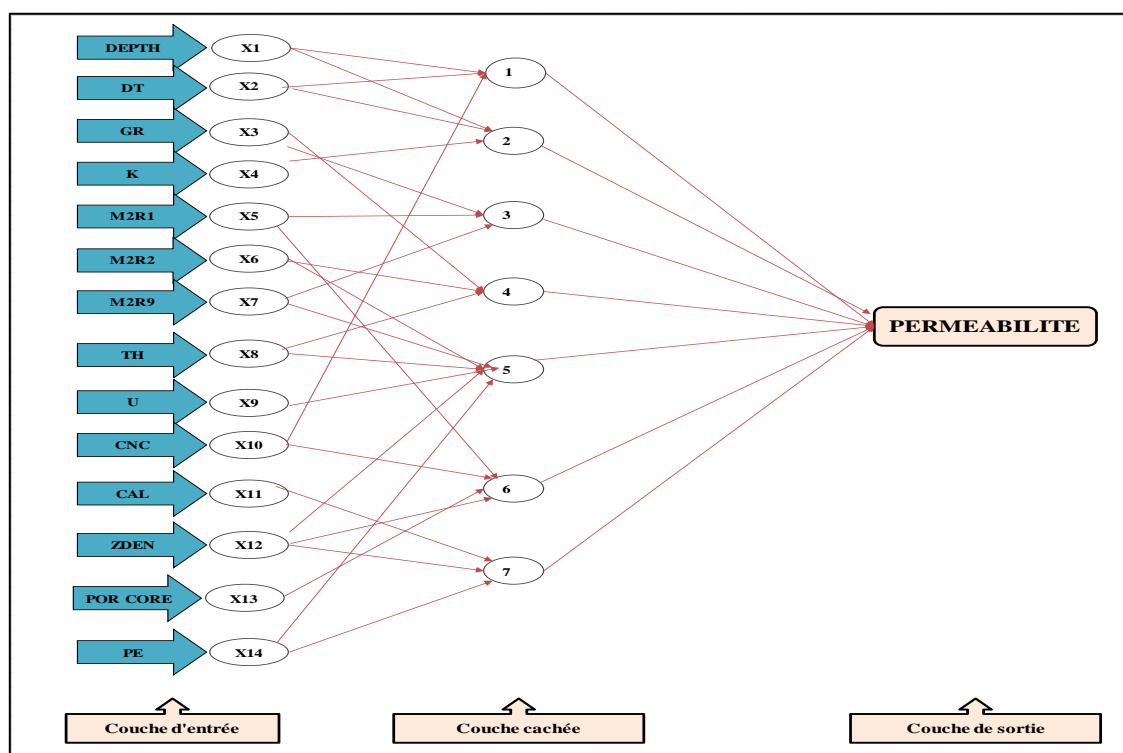 DEPTH X1
DT X2
GR X3
K X4
M2R1 X5
M2R2 X6
M2R9 X7
TH X8
U X9
CNC X10
CAL X11
ZDEN X12
POR CORE X13
PE X14
1
2
3
4
5
6
7
PERMEABILITE
Couche d'entrée
Couche cachée
Couche de sortie